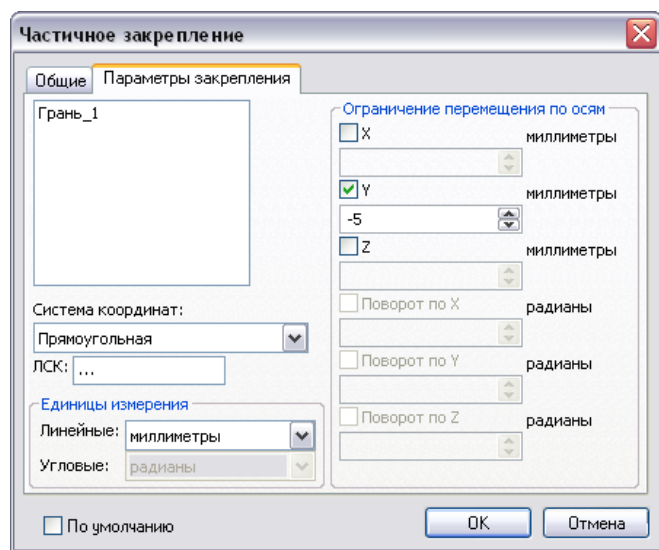 Частичное закрепление
Общие
Параметры закрепления
Грань_1
Система координат:
Прямоугольная
ЛСК: ...
Единицы измерения
Линейные: миллиметры
Угловые: радианы
Ограничение перемещения по осям
X миллиметры
Y миллиметры
-5
Z миллиметры
Поворот по X радианы
Поворот по Y радианы
Поворот по Z радианы
По умолчанию
OK
Отмена